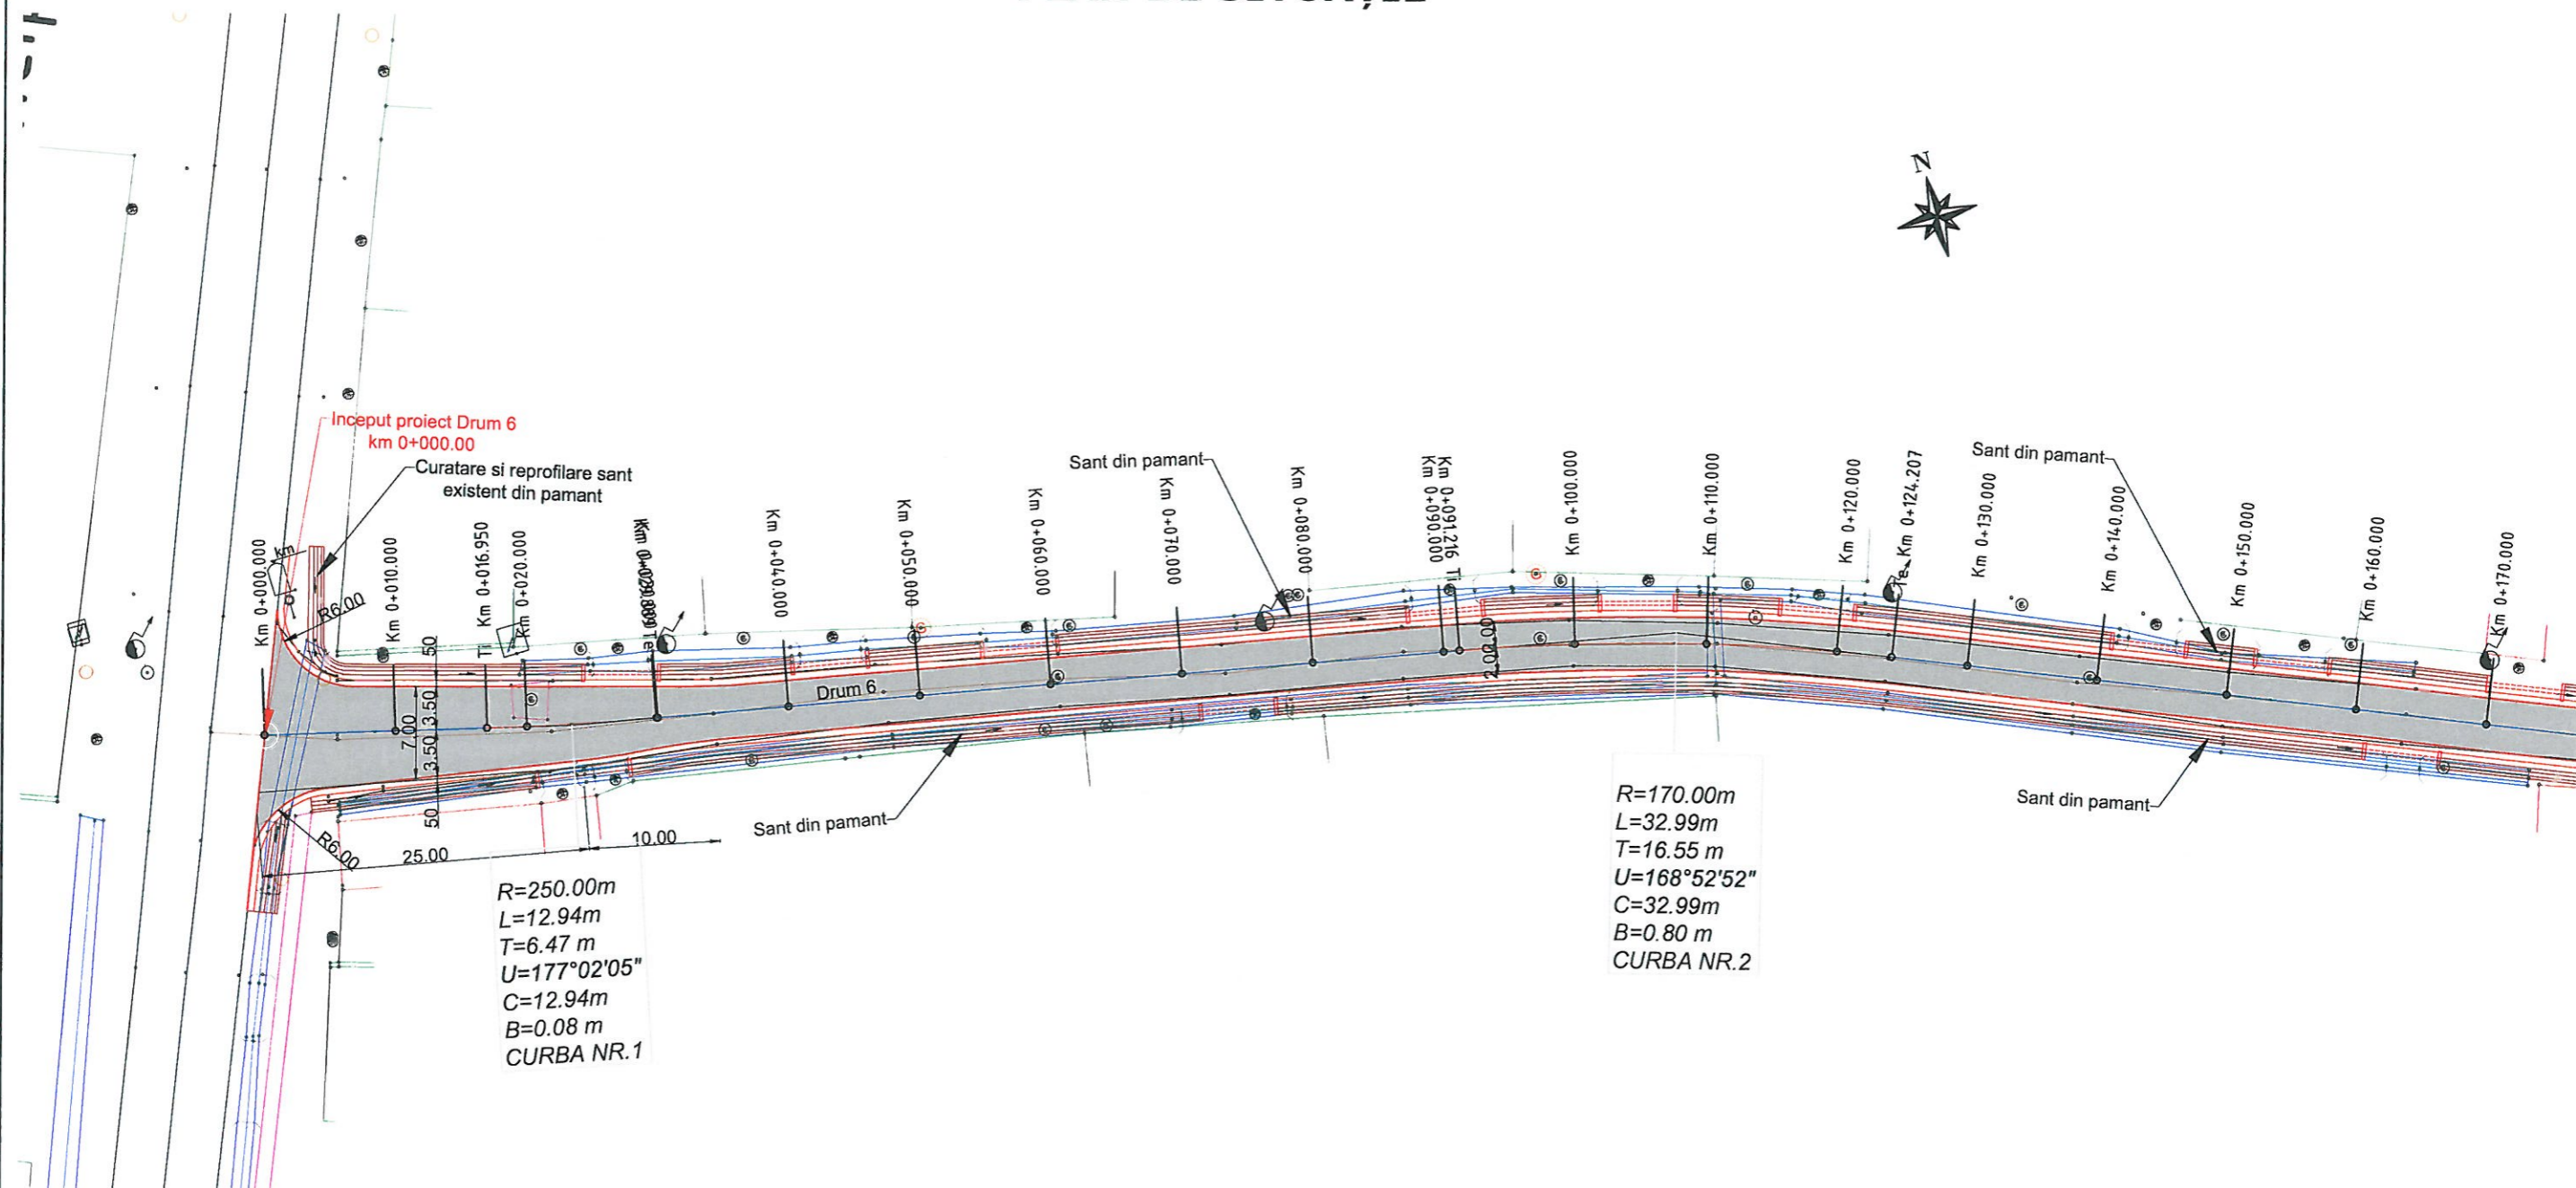 N
Inceput proiect Drum 6
km 0+000.00
Curatare si reprofilare sant
existent din pamant
Sant din pamant
Sant din pamant
km
Km 0+000.000
R6.00
Km 0+010.000
Km 0+016.950
Ti
Km 0+020.000
Te
Km 0+040.000
Km 0+050.000
Km 0+060.000
Km 0+070.000
Km 0+080.000
Km 0+090.000
Km 0+091.216 Ti
Km 0+100.000
Km 0+110.000
Km 0+120.000
Te Km 0+124.207
Km 0+130.000
Km 0+140.000
Km 0+150.000
Km 0+160.000
Km 0+170.000
50
3.50
7.00
3.50
50
Drum 6
2.00
2.00
R6.00
25.00
10.00
Sant din pamant
Sant din pamant
R=250.00m
L=12.94m
T=6.47 m
U=177°02'05"
C=12.94m
B=0.08 m
CURBA NR.1
R=170.00m
L=32.99m
T=16.55 m
U=168°52'52"
C=32.99m
B=0.80 m
CURBA NR.2